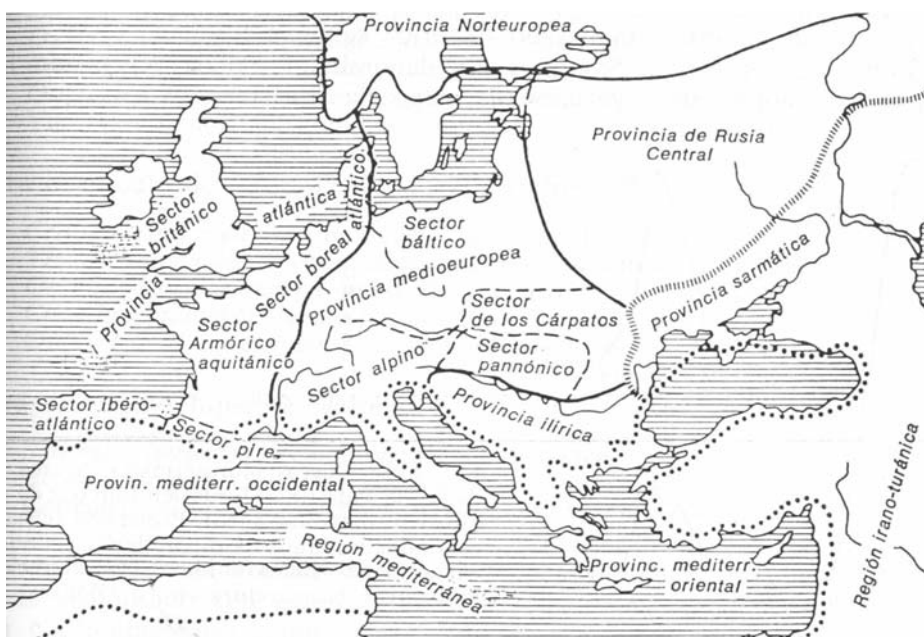 Provincia Norteuropea
Provincia de Rusia
Central
Sector
británico
atlántica
atlántico
Sector boreal
Sector
báltico
Provincia medioeuropea
Provincia sarmática
Provincia
Sector
de los Cárpatos
Sector
Armórico
aquitánico
Sector
pannónico
Sector alpino
Sector ibero-
atlántico
Sector pire.
Provincia ilírica
Provin. mediterr. occidental
Región mediterránea
Provinc. mediterr.
oriental
Región irano-turánica